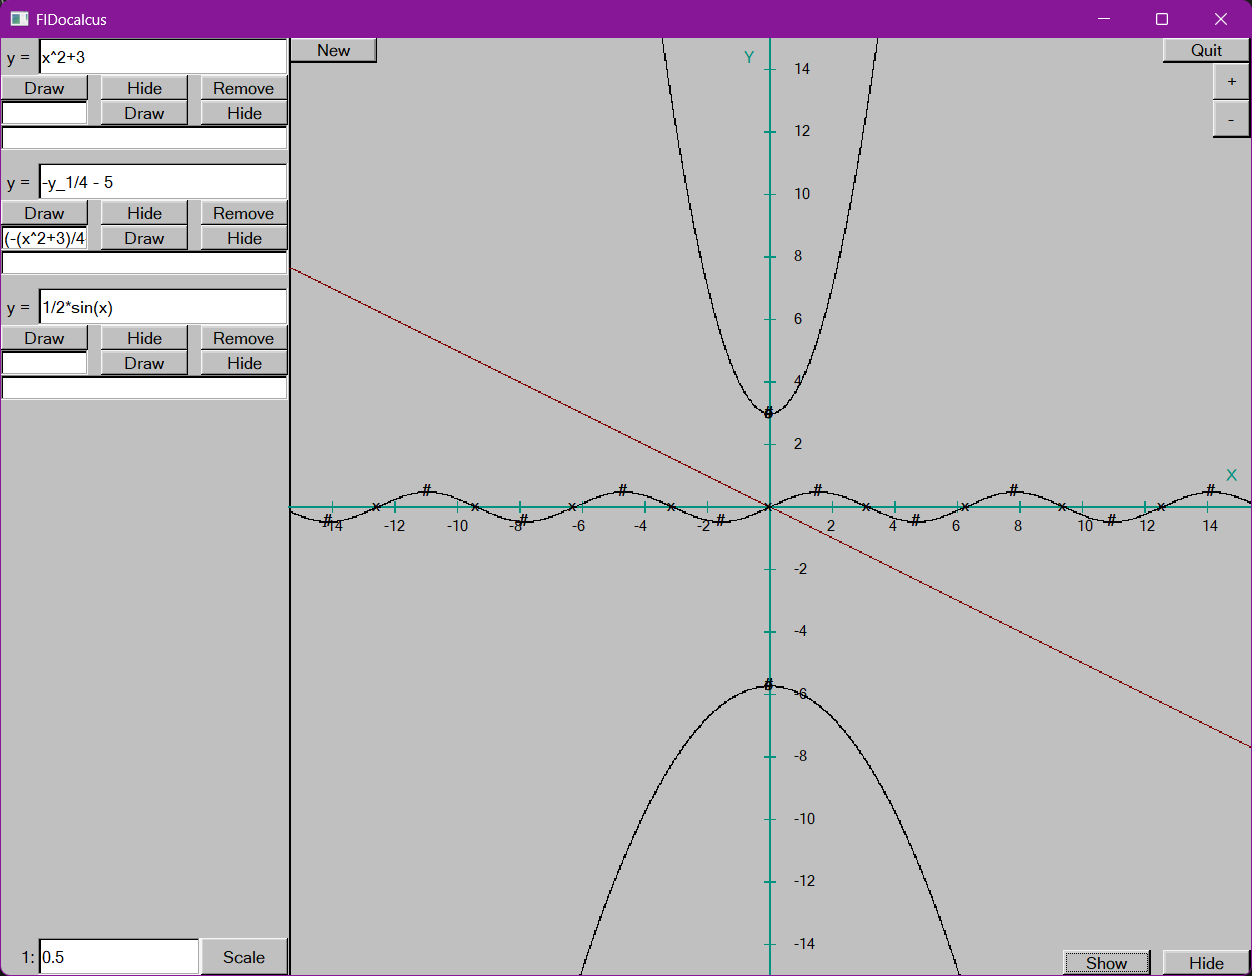 FlDocalcus
y = x^2+3
Draw Hide Remove
Draw Hide
y = -y_1/4 - 5
Draw Hide Remove
(-(x^2+3)/4 Draw Hide
y = 1/2*sin(x)
Draw Hide Remove
Draw Hide
1: 0.5 Scale
New
Quit
+
-
Y
14
12
10
8
6
4
#
2
X
# # # # #
x x x x x x x x x
# # # # #
-14 -12 -10 -8 -6 -4 -2 2 4 6 8 10 12 14
-2
-4
#
-6
-8
-10
-12
-14
Show Hide